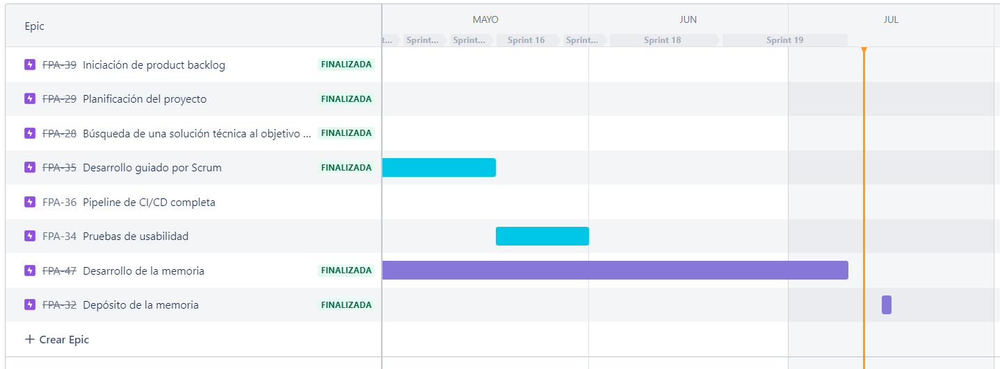 Epic
MAYO JUN JUL
t... Sprint... Sprint... Sprint 16 Sprint... Sprint 18 Sprint 19
FPA-39 Iniciación de product backlog FINALIZADA
FPA-29 Planificación del proyecto FINALIZADA
FPA-28 Búsqueda de una solución técnica al objetivo ... FINALIZADA
FPA-35 Desarrollo guiado por Scrum FINALIZADA
FPA-36 Pipeline de CI/CD completa
FPA-34 Pruebas de usabilidad
FPA-47 Desarrollo de la memoria FINALIZADA
FPA-32 Depósito de la memoria FINALIZADA
+ Crear Epic